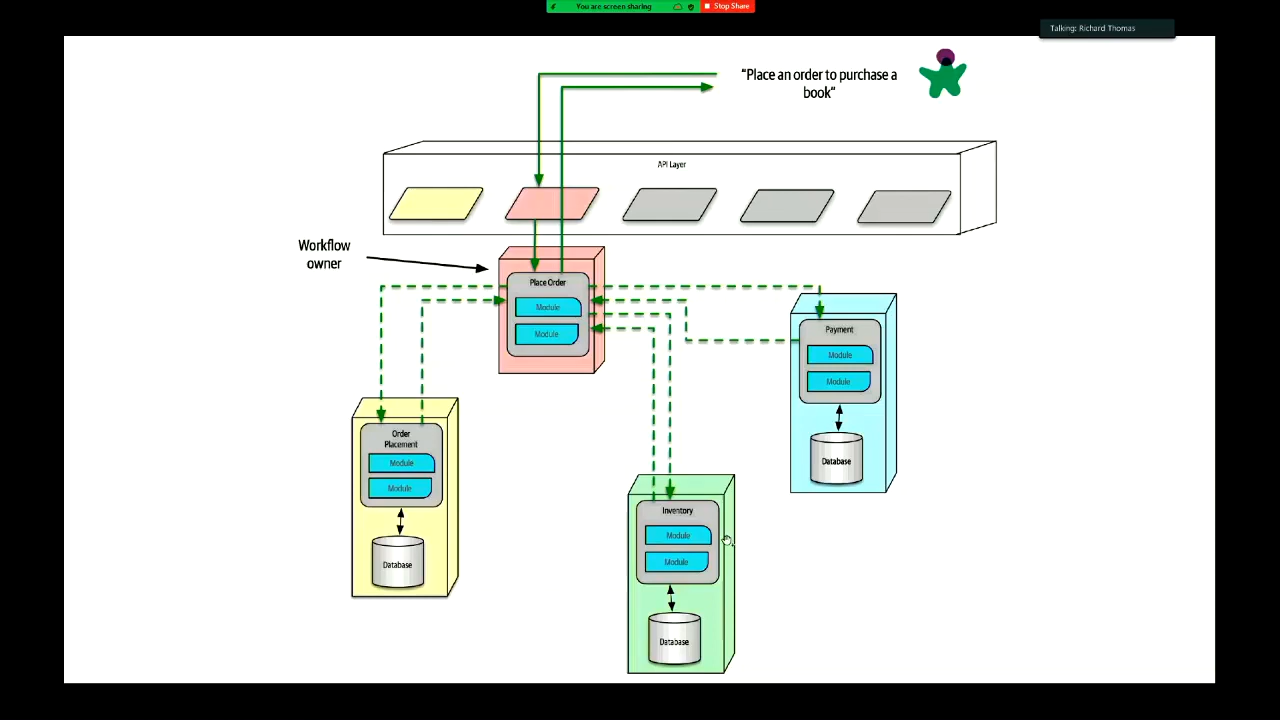 You are screen sharing
Stop Share
Talking: Richard Thomas
"Place an order to purchase a
book"
API Layer
Workflow
owner
Place Order
Module
Module
Payment
Module
Module
Database
Order
Placement
Module
Module
Database
Inventory
Module
Module
Database